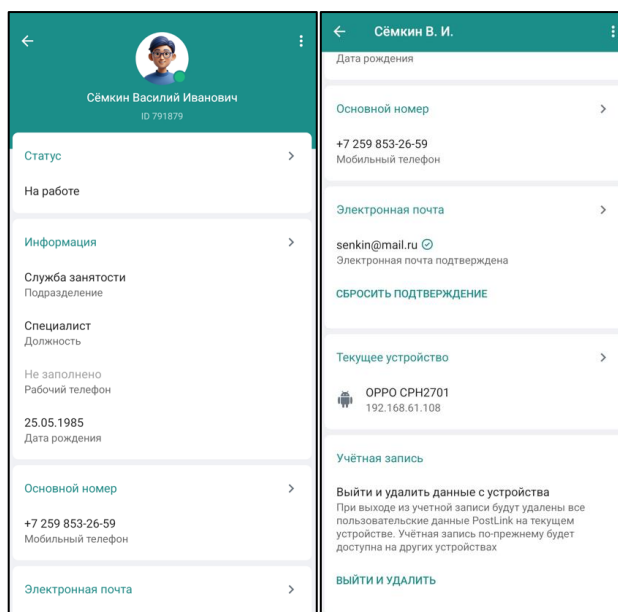 Сёмкин Василий Иванович
ID 791879
Статус
На работе
Информация
Служба занятости
Подразделение
Специалист
Должность
Не заполнено
Рабочий телефон
25.05.1985
Дата рождения
Основной номер
+7 259 853-26-59
Мобильный телефон
Электронная почта
Сёмкин В. И.
Дата рождения
Основной номер
+7 259 853-26-59
Мобильный телефон
Электронная почта
senkin@mail.ru
Электронная почта подтверждена
СБРОСИТЬ ПОДТВЕРЖДЕНИЕ
Текущее устройство
OPPO CPH2701
192.168.61.108
Учётная запись
Выйти и удалить данные с устройства
При выходе из учетной записи будут удалены все
пользовательские данные PostLink на текущем
устройстве. Учётная запись по-прежнему будет
доступна на других устройствах
ВЫЙТИ И УДАЛИТЬ